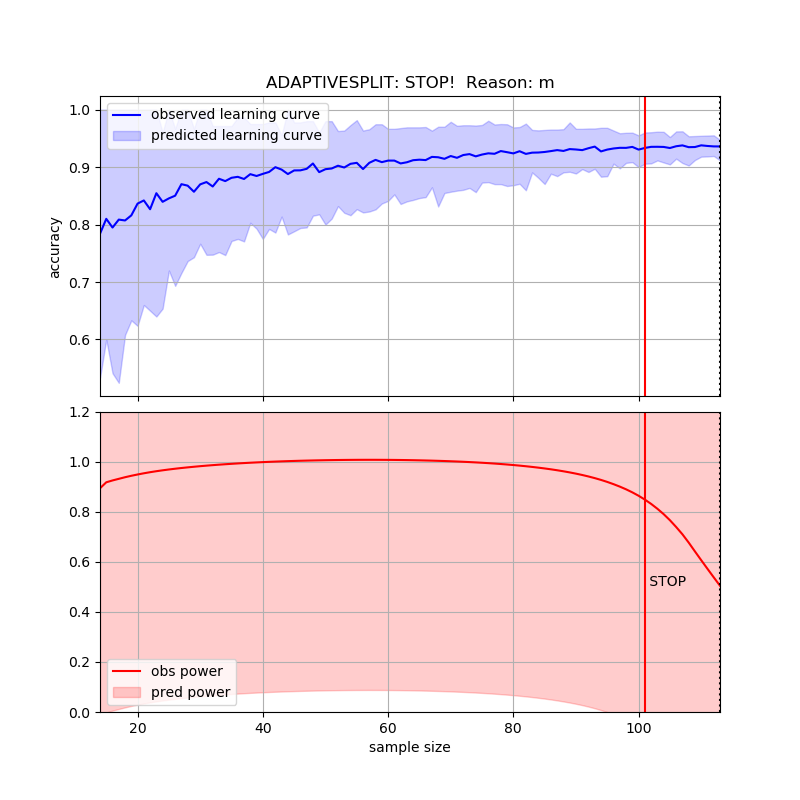 ADAPTIVESPLIT: STOP!  Reason: m
1.0
0.9
0.8
0.7
0.6
accuracy
observed learning curve
predicted learning curve
1.2
1.0
0.8
0.6
0.4
0.2
0.0
STOP
obs power
pred power
20
40
60
80
100
sample size